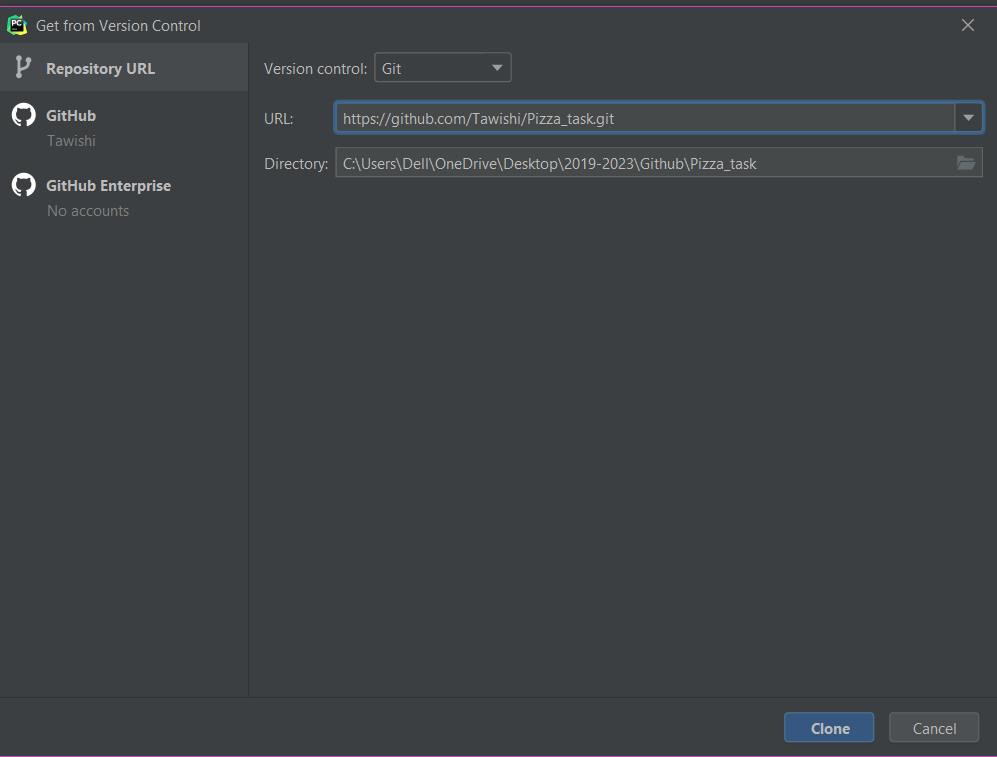 PC Get from Version Control
Repository URL
GitHub
Tawishi
GitHub Enterprise
No accounts
Version control: Git
URL: https://github.com/Tawishi/Pizza_task.git
Directory: C:\Users\Dell\OneDrive\Desktop\2019-2023\Github\Pizza_task
Clone Cancel